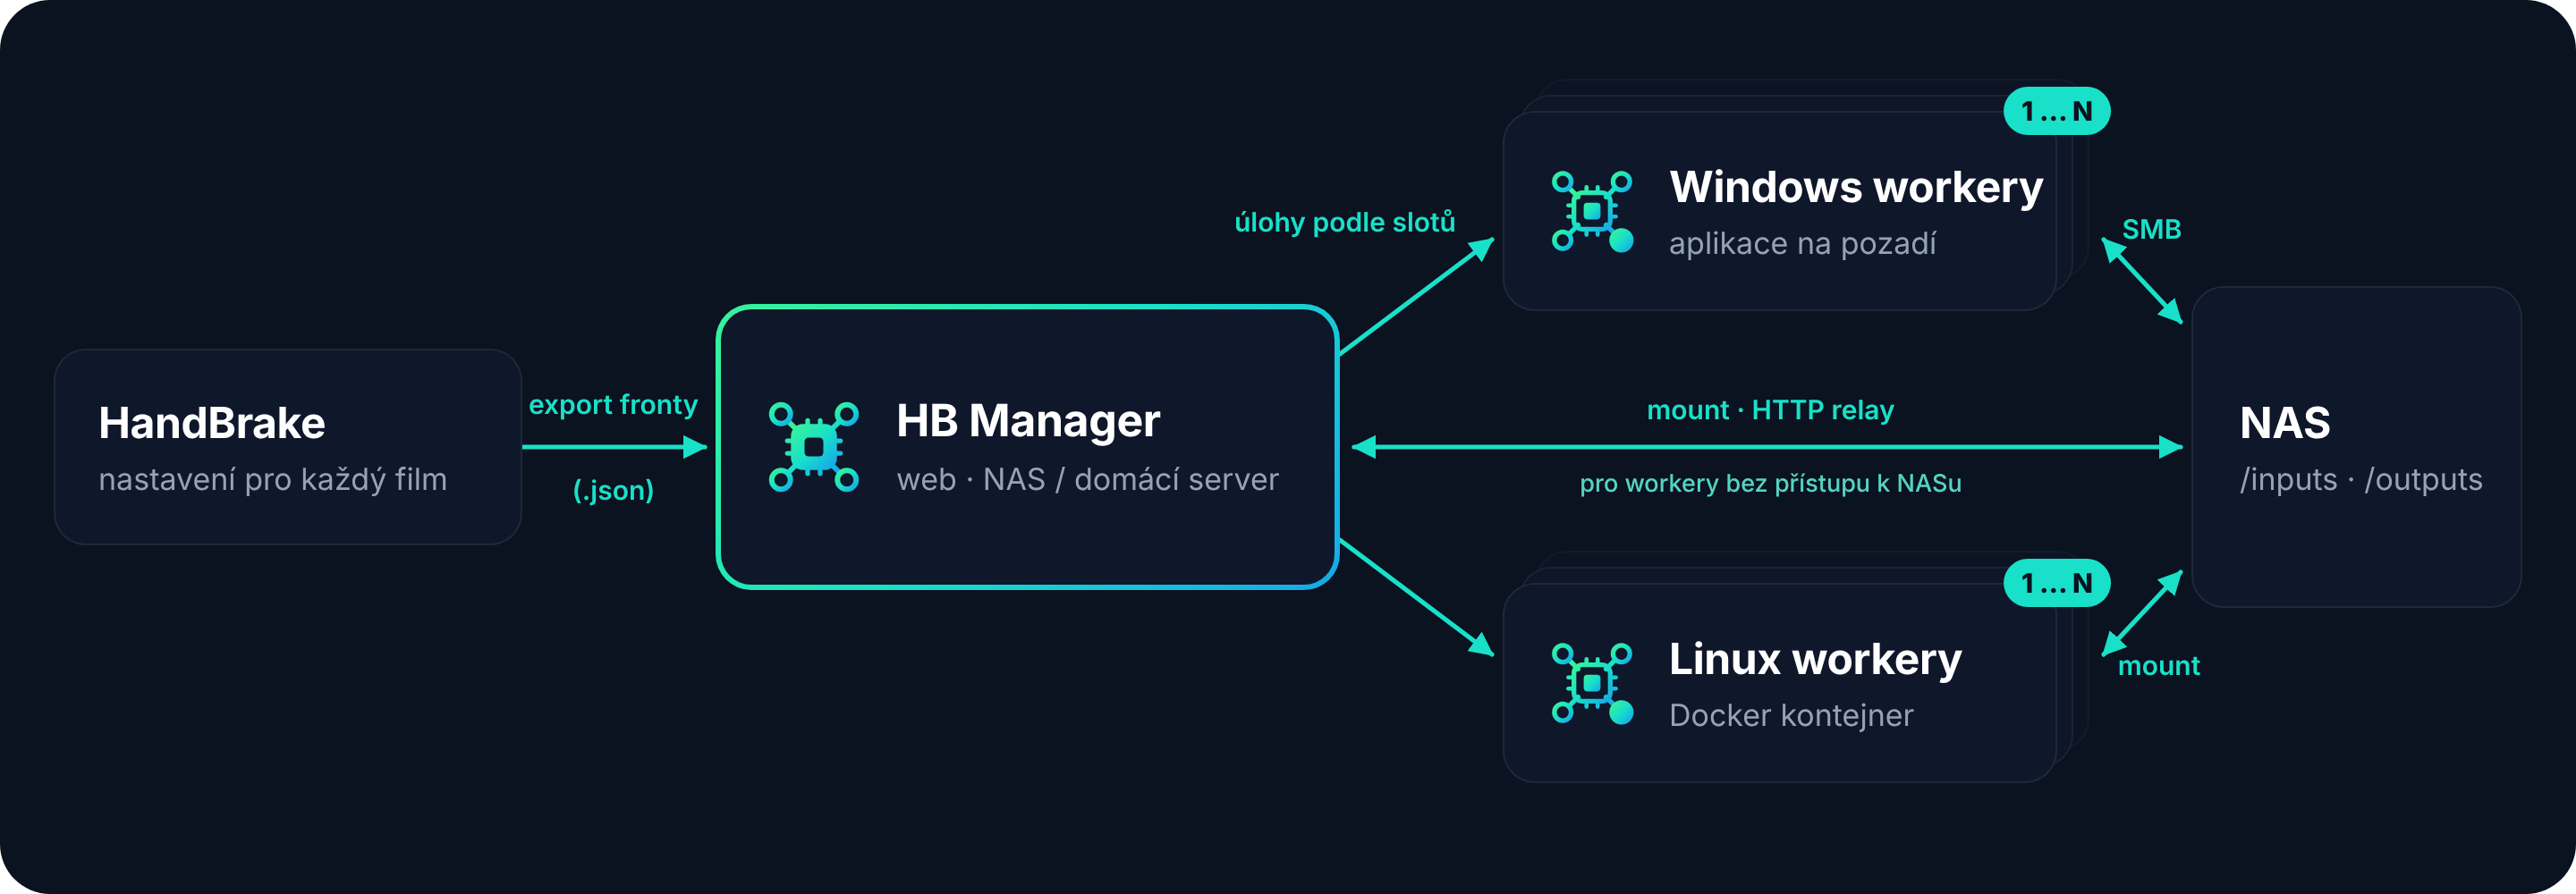 HandBrake
nastavení pro každý film
export fronty
(.json)
HB Manager
web · NAS / domácí server
úlohy podle slotů
1…N
Windows workery
aplikace na pozadí
SMB
mount · HTTP relay
pro workery bez přístupu k NASu
1…N
Linux workery
Docker kontejner
mount
NAS
/inputs · /outputs